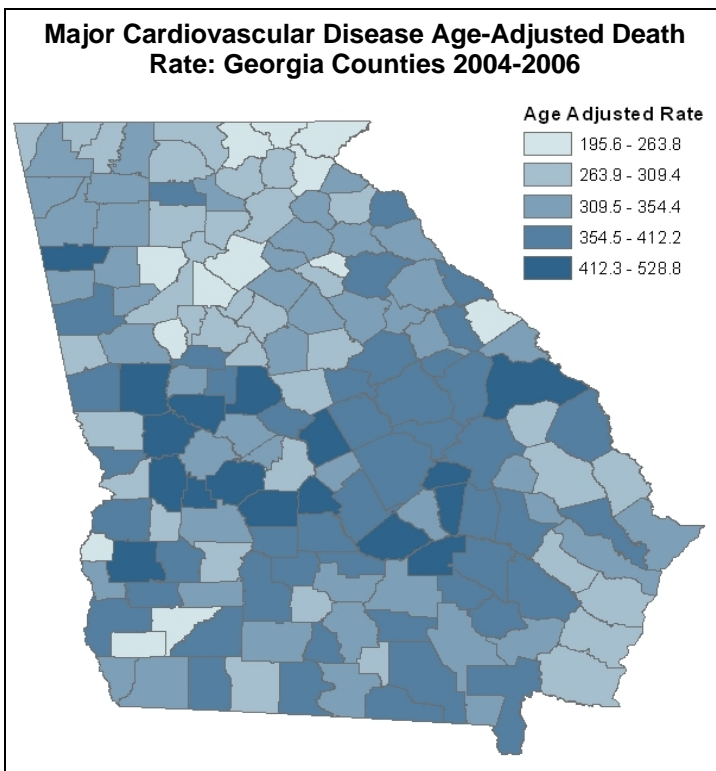 Major Cardiovascular Disease Age-Adjusted Death
Rate: Georgia Counties 2004-2006
Age Adjusted Rate
195.6 - 263.8
263.9 - 309.4
309.5 - 354.4
354.5 - 412.2
412.3 - 528.8